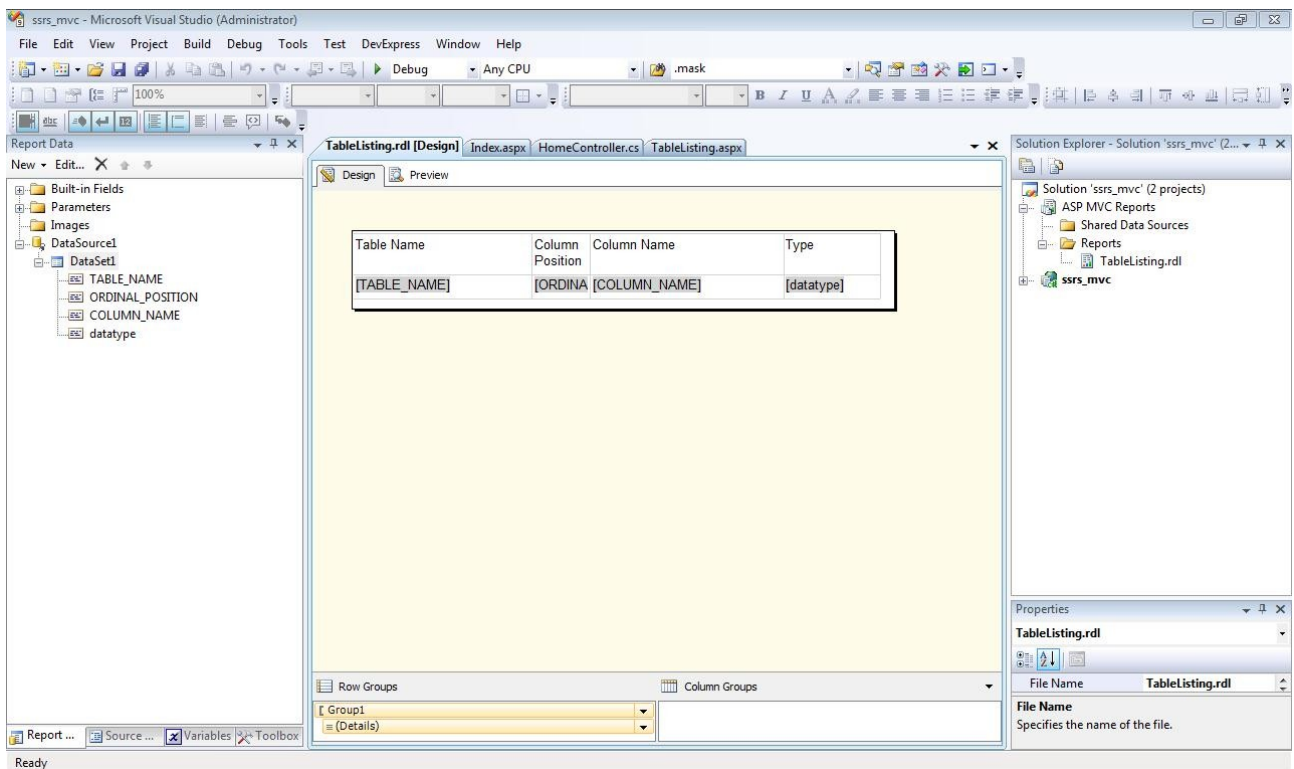 ssrs_mvc - Microsoft Visual Studio (Administrator)
File Edit View Project Build Debug Tools Test DevExpress Window Help
Debug Any CPU .mask
100%
B I U A
abc
Report Data
New Edit...
Built-in Fields
Parameters
Images
DataSource1
DataSet1
TABLE_NAME
ORDINAL_POSITION
COLUMN_NAME
datatype
Report ... Source ... Variables Toolbox
TableListing.rdl [Design] Index.aspx HomeController.cs TableListing.aspx
Design Preview
Table Name Column Position Column Name Type
[TABLE_NAME] [ORDINA [COLUMN_NAME] [datatype]
Row Groups Column Groups
[ Group1
(Details)
Solution Explorer - Solution 'ssrs_mvc' (2...
Solution 'ssrs_mvc' (2 projects)
ASP MVC Reports
Shared Data Sources
Reports
TableListing.rdl
ssrs_mvc
Properties
TableListing.rdl
File Name TableListing.rdl
File Name
Specifies the name of the file.
Ready